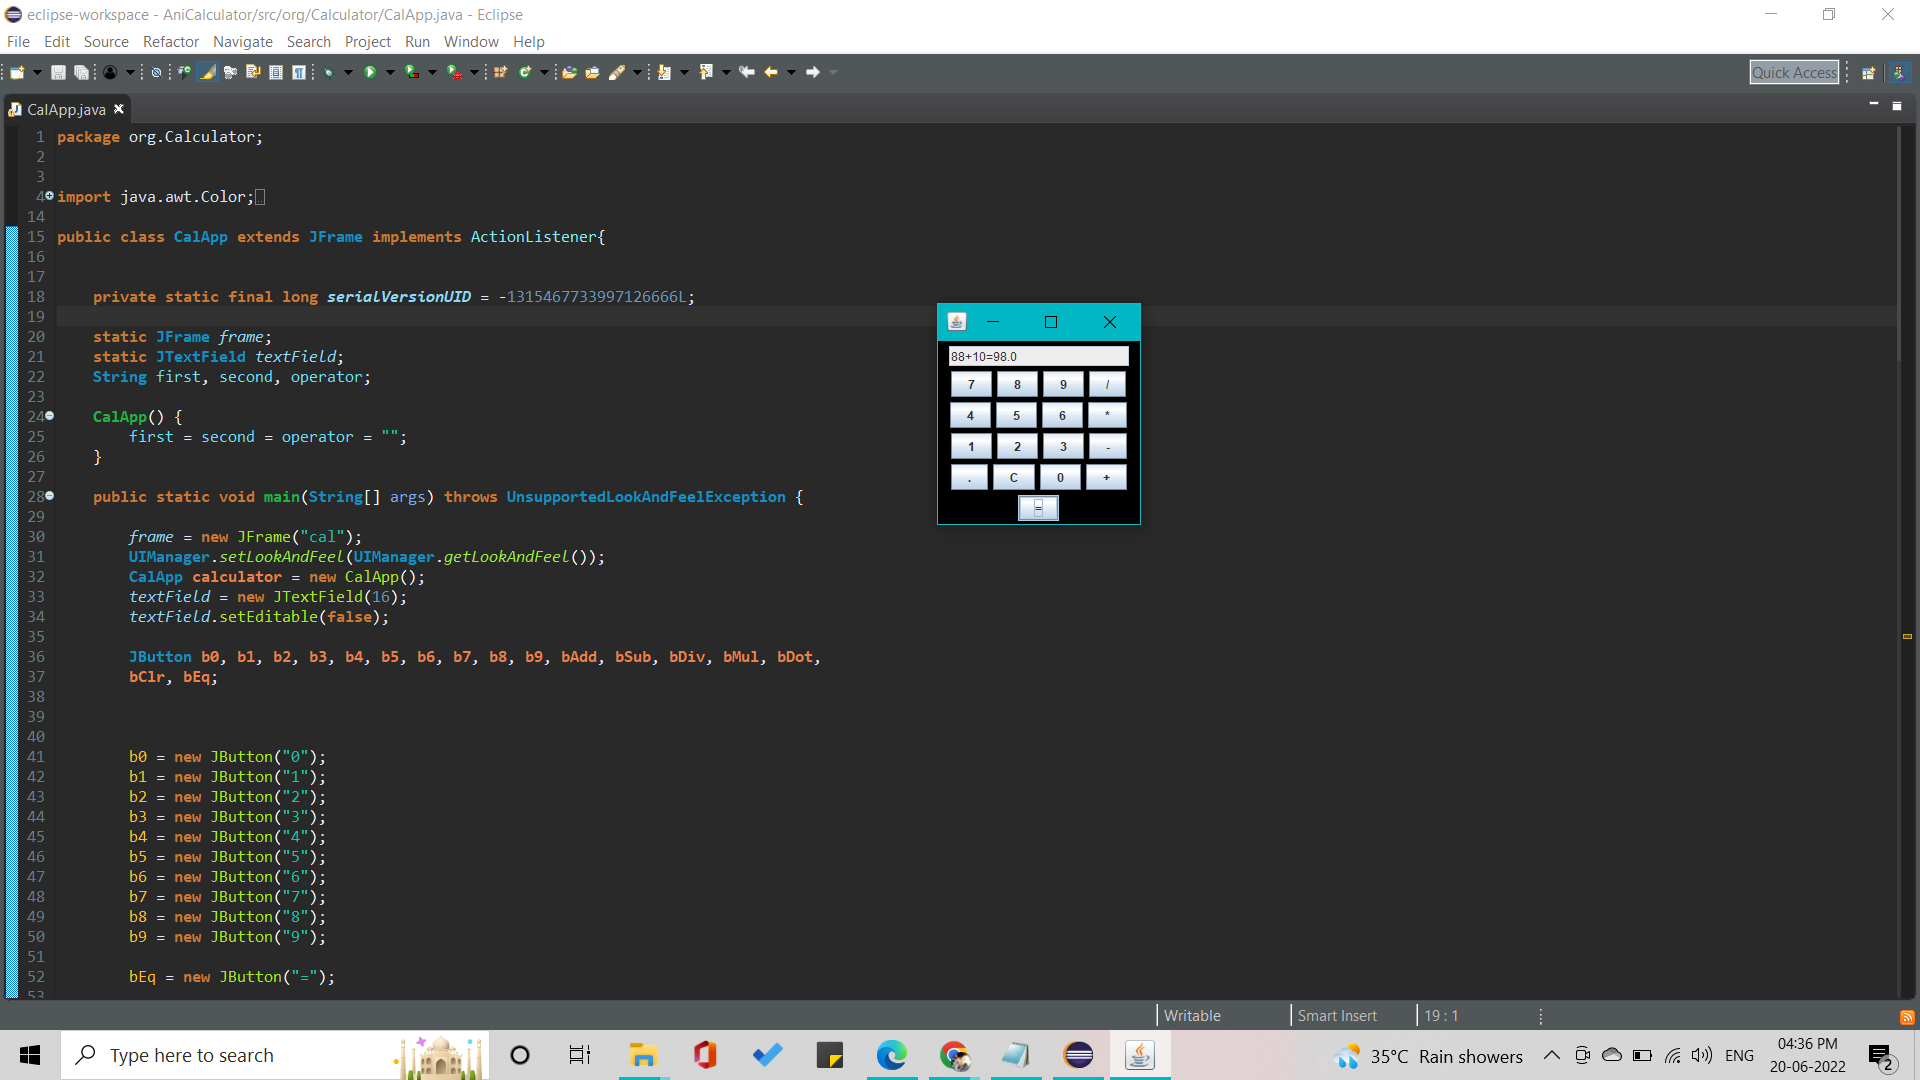 eclipse-workspace - AniCalculator/src/org/Calculator/CalApp.java - Eclipse
File Edit Source Refactor Navigate Search Project Run Window Help
Quick Access
CalApp.java
1 package org.Calculator;
2
3
4 import java.awt.Color;
14
15 public class CalApp extends JFrame implements ActionListener{
16
17
18 private static final long serialVersionUID = -1315467733997126666L;
19
20 static JFrame frame;
21 static JTextField textField;
22 String first, second, operator;
23
24 CalApp() {
25 first = second = operator = "";
26 }
27
28 public static void main(String[] args) throws UnsupportedLookAndFeelException {
29
30 frame = new JFrame("cal");
31 UIManager.setLookAndFeel(UIManager.getLookAndFeel());
32 CalApp calculator = new CalApp();
33 textField = new JTextField(16);
34 textField.setEditable(false);
35
36 JButton b0, b1, b2, b3, b4, b5, b6, b7, b8, b9, bAdd, bSub, bDiv, bMul, bDot,
37 bClr, bEq;
38
39
40
41 b0 = new JButton("0");
42 b1 = new JButton("1");
43 b2 = new JButton("2");
44 b3 = new JButton("3");
45 b4 = new JButton("4");
46 b5 = new JButton("5");
47 b6 = new JButton("6");
48 b7 = new JButton("7");
49 b8 = new JButton("8");
50 b9 = new JButton("9");
51
52 bEq = new JButton("=");
53
88+10=98.0
7 8 9 /
4 5 6 *
1 2 3 -
. C 0 +
=
Writable Smart Insert 19 : 1
Type here to search
35°C Rain showers
ENG
04:36 PM
20-06-2022
2